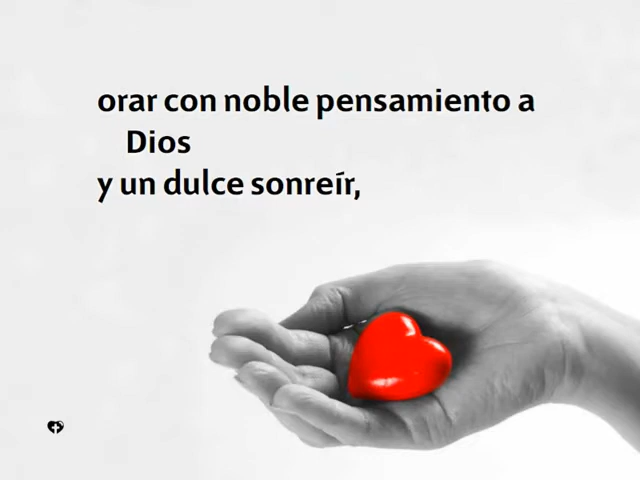 orar con noble pensamiento a
Dios
y un dulce sonreír,